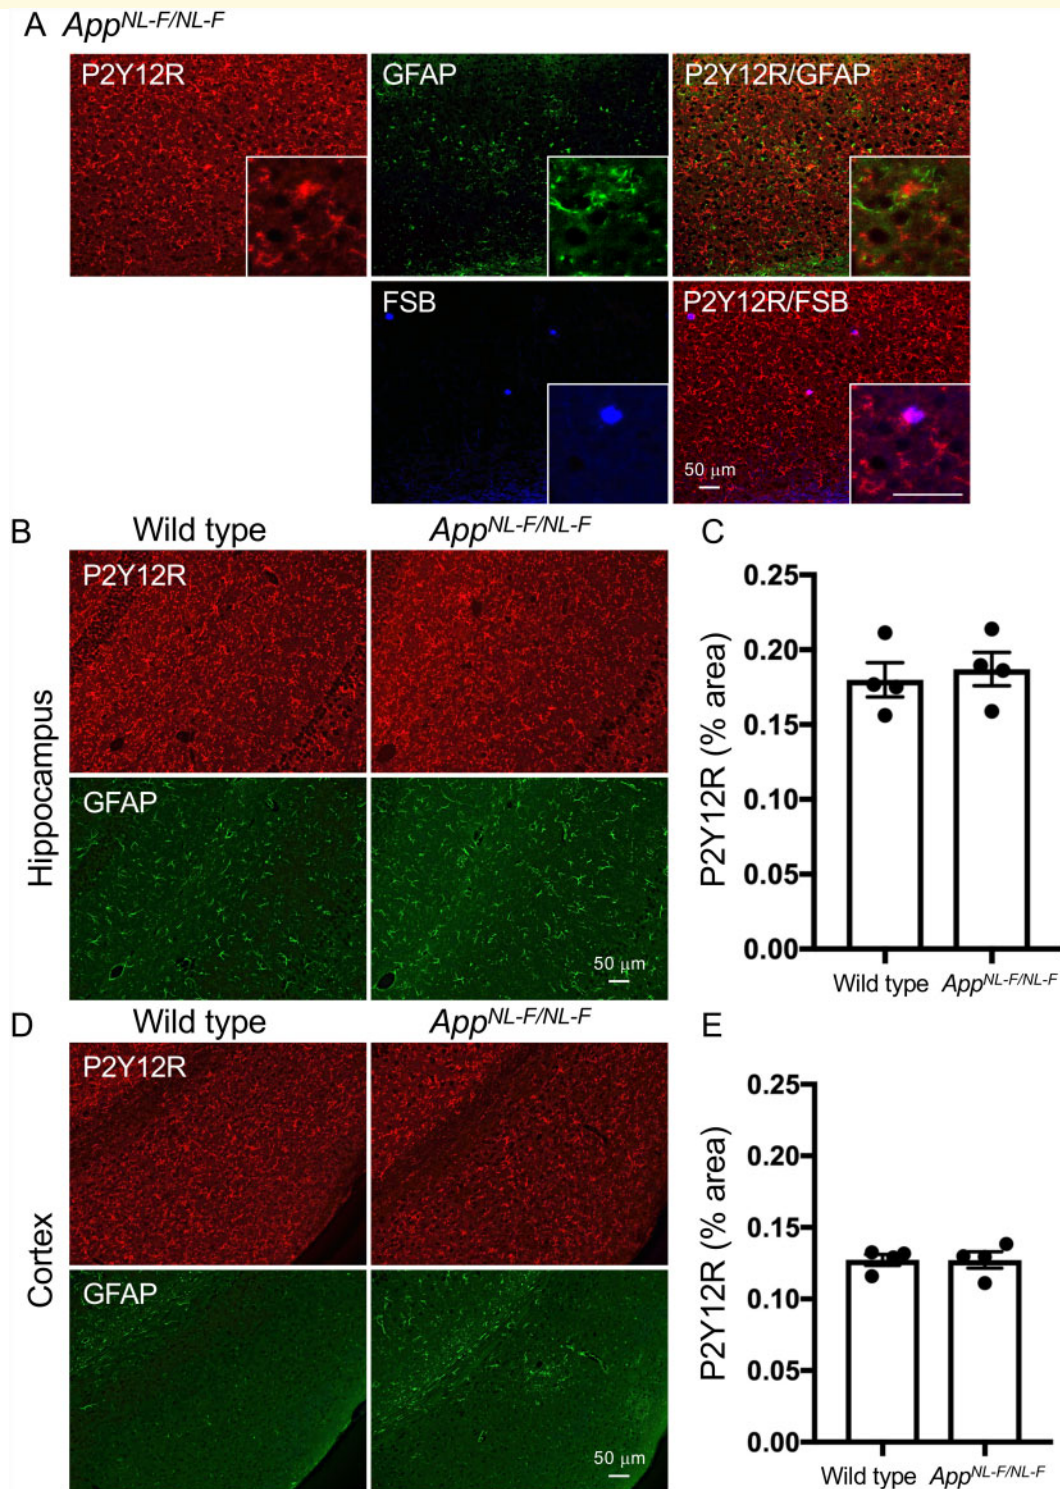 A App^NL-F/NL-F
P2Y12R
GFAP
P2Y12R/GFAP
FSB
P2Y12R/FSB
50 μm
B
Wild type
App^NL-F/NL-F
Hippocampus
P2Y12R
GFAP
50 μm
C
P2Y12R (% area)
0.25
0.20
0.15
0.10
0.05
0.00
Wild type
App^NL-F/NL-F
D
Wild type
App^NL-F/NL-F
Cortex
P2Y12R
GFAP
50 μm
E
P2Y12R (% area)
0.25
0.20
0.15
0.10
0.05
0.00
Wild type
App^NL-F/NL-F